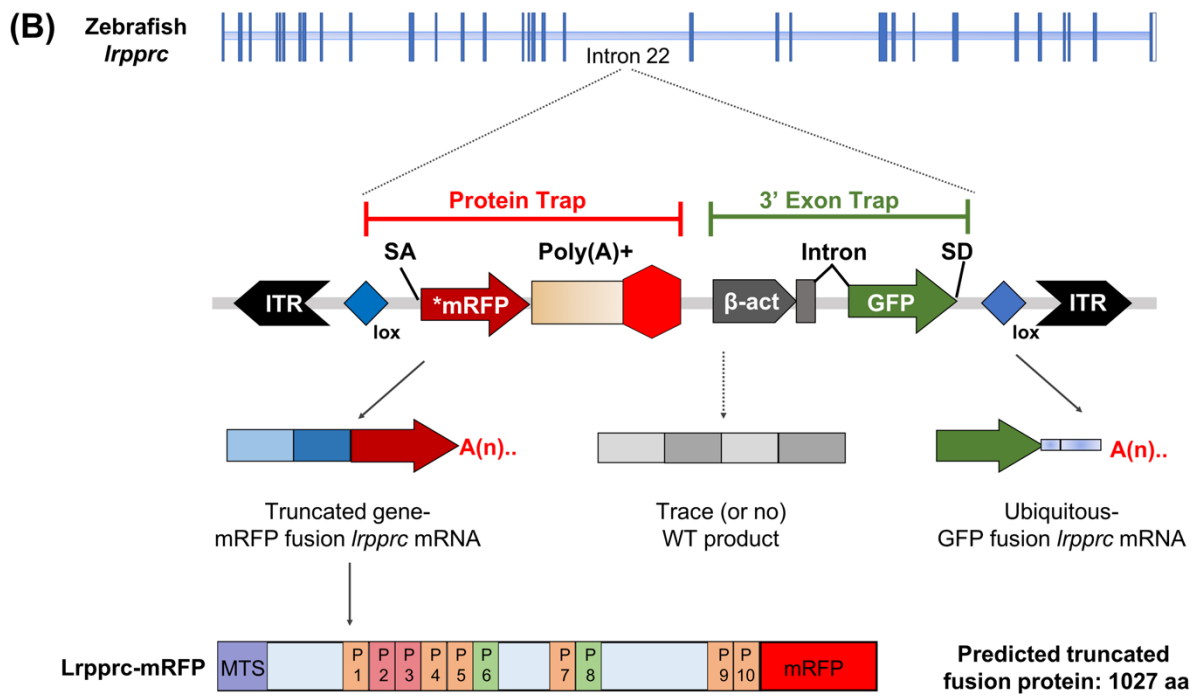 (B)
Zebrafish
lrpprc
Intron 22
Protein Trap
3’ Exon Trap
SA
Poly(A)+
Intron
SD
ITR
lox
*mRFP
β-act
GFP
lox
ITR
A(n)..
A(n)..
Truncated gene-
mRFP fusion lrpprc mRNA
Trace (or no)
WT product
Ubiquitous-
GFP fusion lrpprc mRNA
Lrpprc-mRFP
MTS
P
1
P
2
P
3
P
4
P
5
P
6
P
7
P
8
P
9
P
10
mRFP
Predicted truncated
fusion protein: 1027 aa